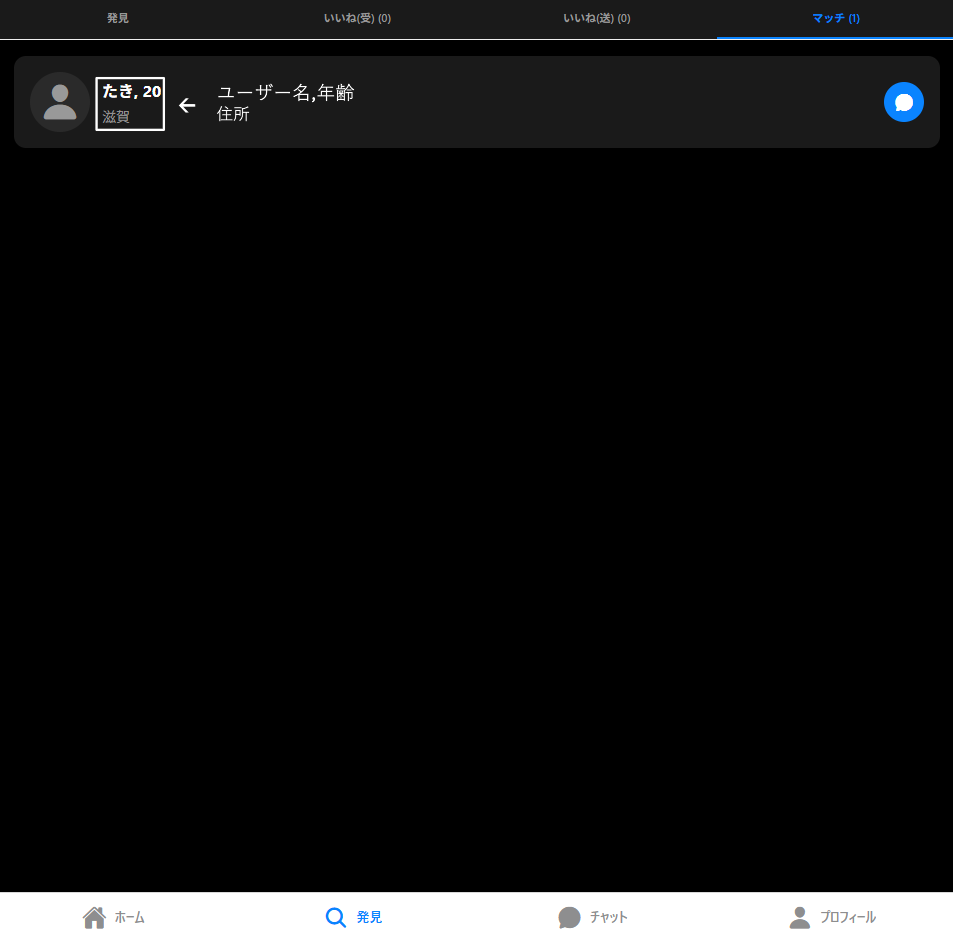 発見
いいね(受) (0)
いいね(送) (0)
マッチ (1)
たき, 20
滋賀
ユーザー名,年齢
住所
ホーム
発見
チャット
プロフィール